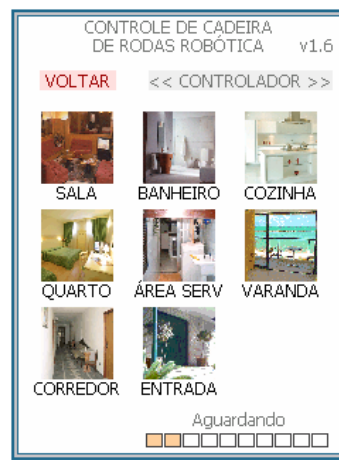 CONTROLE DE CADEIRA
DE RODAS ROBÓTICA v1.6
VOLTAR << CONTROLADOR >>
SALA BANHEIRO COZINHA
QUARTO ÁREA SERV VARANDA
CORREDOR ENTRADA
Aguardando